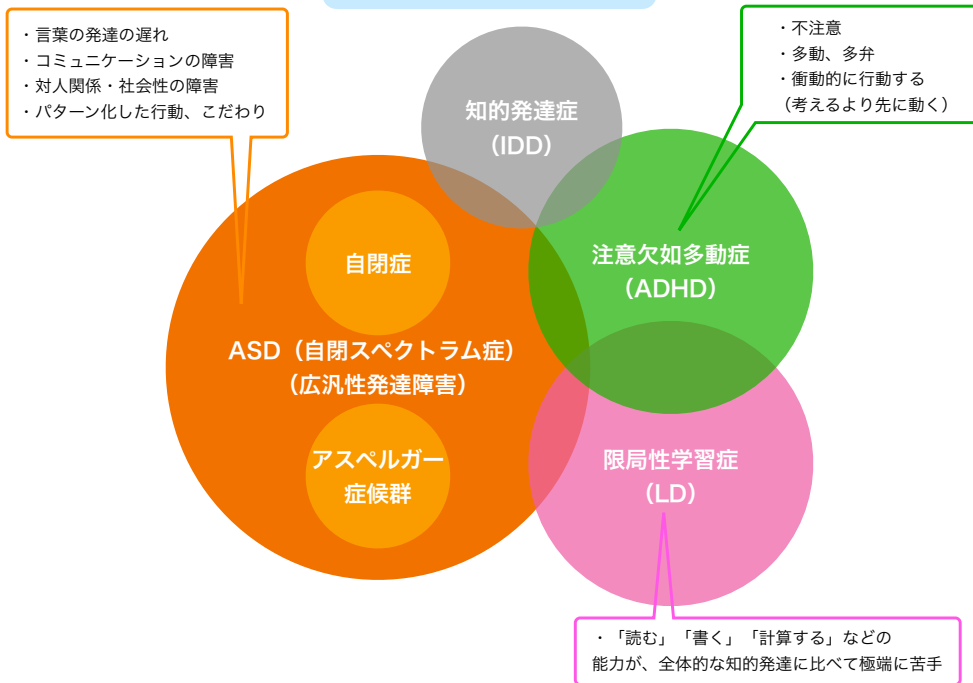 ・言葉の発達の遅れ
・コミュニケーションの障害
・対人関係・社会性の障害
・パターン化した行動、こだわり
・不注意
・多動、多弁
・衝動的に行動する
（考えるより先に動く）
知的発達症
（IDD）
自閉症
注意欠如多動症
（ADHD）
ASD（自閉スペクトラム症）
（広汎性発達障害）
アスペルガー
症候群
限局性学習症
（LD）
・「読む」「書く」「計算する」などの
能力が、全体的な知的発達に比べて極端に苦手